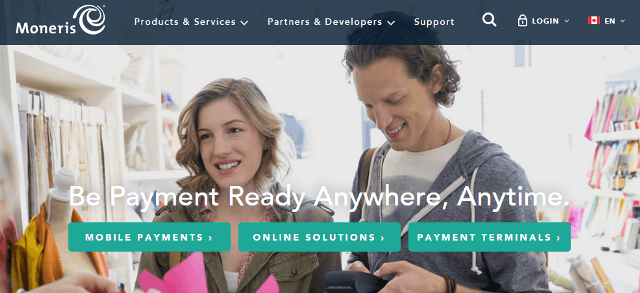 Moneris
Products & Services
Partners & Developers
Support
LOGIN
EN
Be Payment Ready Anywhere, Anytime.
MOBILE PAYMENTS ›
ONLINE SOLUTIONS ›
PAYMENT TERMINALS ›